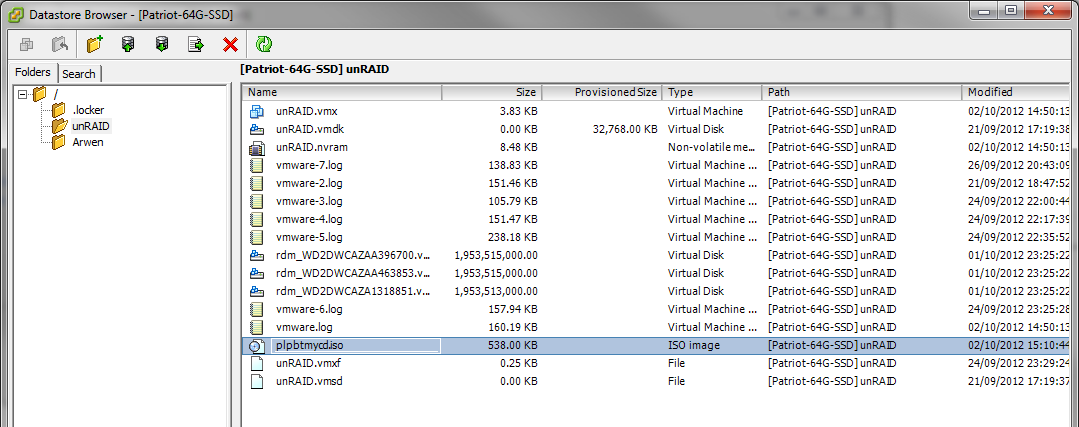 Datastore Browser - [Patriot-64G-SSD]
Folders Search
[Patriot-64G-SSD] unRAID
/
.locker
unRAID
Arwen
Name Size Provisioned Size Type Path Modified
unRAID.vmx 3.83 KB Virtual Machine [Patriot-64G-SSD] unRAID 02/10/2012 14:50:13
unRAID.vmdk 0.00 KB 32,768.00 KB Virtual Disk [Patriot-64G-SSD] unRAID 21/09/2012 17:19:38
unRAID.nvram 8.48 KB Non-volatile me... [Patriot-64G-SSD] unRAID 02/10/2012 14:50:13
vmware-7.log 138.83 KB Virtual Machine ... [Patriot-64G-SSD] unRAID 26/09/2012 20:43:09
vmware-2.log 151.46 KB Virtual Machine ... [Patriot-64G-SSD] unRAID 21/09/2012 18:47:52
vmware-3.log 105.79 KB Virtual Machine ... [Patriot-64G-SSD] unRAID 24/09/2012 22:00:44
vmware-4.log 151.47 KB Virtual Machine ... [Patriot-64G-SSD] unRAID 24/09/2012 22:17:39
vmware-5.log 238.18 KB Virtual Machine ... [Patriot-64G-SSD] unRAID 24/09/2012 22:35:52
rdm_WD2DWCAZAA396700.v... 1,953,515,000.00 Virtual Disk [Patriot-64G-SSD] unRAID 01/10/2012 23:25:22
rdm_WD2DWCAZAA463853.v... 1,953,515,000.00 Virtual Disk [Patriot-64G-SSD] unRAID 01/10/2012 23:25:22
rdm_WD2DWCAZA1318851.v... 1,953,513,000.00 Virtual Disk [Patriot-64G-SSD] unRAID 01/10/2012 23:25:22
vmware-6.log 157.94 KB Virtual Machine ... [Patriot-64G-SSD] unRAID 24/09/2012 23:25:28
vmware.log 160.19 KB Virtual Machine ... [Patriot-64G-SSD] unRAID 02/10/2012 14:50:13
plpbtmycd.iso 538.00 KB ISO image [Patriot-64G-SSD] unRAID 02/10/2012 15:10:44
unRAID.vmxf 0.25 KB File [Patriot-64G-SSD] unRAID 24/09/2012 23:29:24
unRAID.vmsd 0.00 KB File [Patriot-64G-SSD] unRAID 21/09/2012 17:19:37